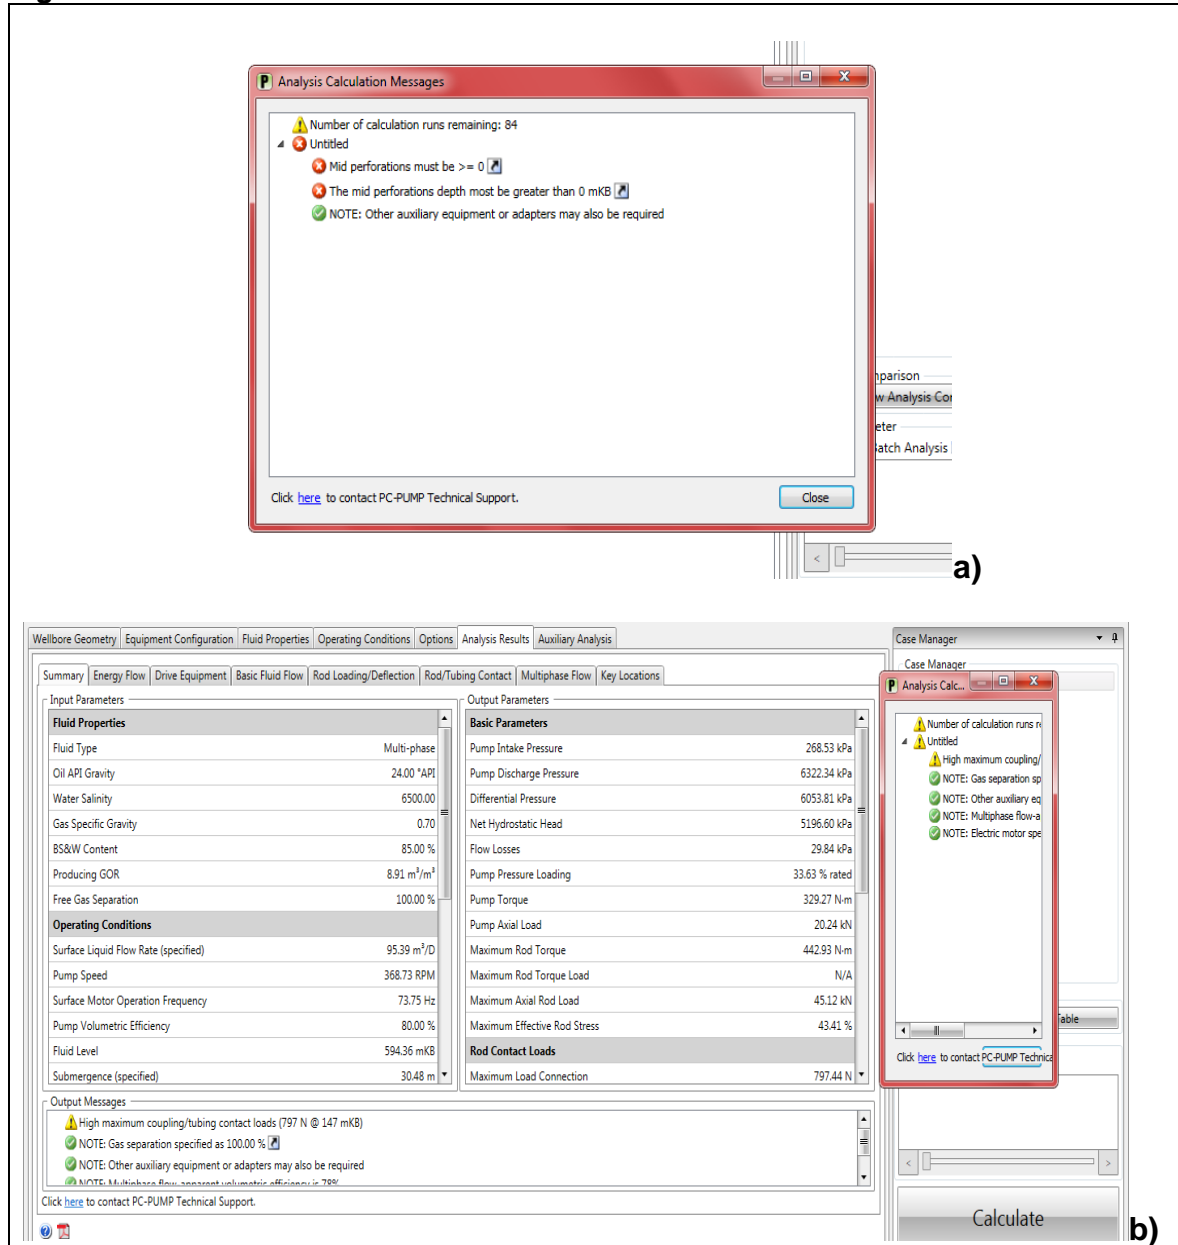 Analysis Calculation Messages
Number of calculation runs remaining: 84
Untitled
Mid perforations must be >= 0
The mid perforations depth most be greater than 0 mKB
NOTE: Other auxiliary equipment or adapters may also be required
Click here to contact PC-PUMP Technical Support.
Close
nparison
w Analysis Cor
eter
Batch Analysis
<
a)
Wellbore Geometry Equipment Configuration Fluid Properties Operating Conditions Options Analysis Results Auxiliary Analysis
Summary Energy Flow Drive Equipment Basic Fluid Flow Rod Loading/Deflection Rod/Tubing Contact Multiphase Flow Key Locations
Input Parameters
Fluid Properties
Fluid Type Multi-phase
Oil API Gravity 24.00 °API
Water Salinity 6500.00
Gas Specific Gravity 0.70
BS&W Content 85.00 %
Producing GOR 8.91 m³/m³
Free Gas Separation 100.00 %
Operating Conditions
Surface Liquid Flow Rate (specified) 95.39 m³/D
Pump Speed 368.73 RPM
Surface Motor Operation Frequency 73.75 Hz
Pump Volumetric Efficiency 80.00 %
Fluid Level 594.36 mKB
Submergence (specified) 30.48 m
Output Parameters
Basic Parameters
Pump Intake Pressure 268.53 kPa
Pump Discharge Pressure 6322.34 kPa
Differential Pressure 6053.81 kPa
Net Hydrostatic Head 5196.60 kPa
Flow Losses 29.84 kPa
Pump Pressure Loading 33.63 % rated
Pump Torque 329.27 N·m
Pump Axial Load 20.24 kN
Maximum Rod Torque 442.93 N·m
Maximum Rod Torque Load N/A
Maximum Axial Rod Load 45.12 kN
Maximum Effective Rod Stress 43.41 %
Rod Contact Loads
Maximum Load Connection 797.44 N
Output Messages
High maximum coupling/tubing contact loads (797 N @ 147 mKB)
NOTE: Gas separation specified as 100.00 %
NOTE: Other auxiliary equipment or adapters may also be required
NOTE: Multiphase flow-apparent volumetric efficiency is 78%
Click here to contact PC-PUMP Technical Support.
Case Manager
Case Manager
Analysis Calc...
Number of calculation runs re
Untitled
High maximum coupling/
NOTE: Gas separation sp
NOTE: Other auxiliary eq
NOTE: Multiphase flow-a
NOTE: Electric motor spe
Table
Click here to contact PC-PUMP Technica
< >
Calculate
b)